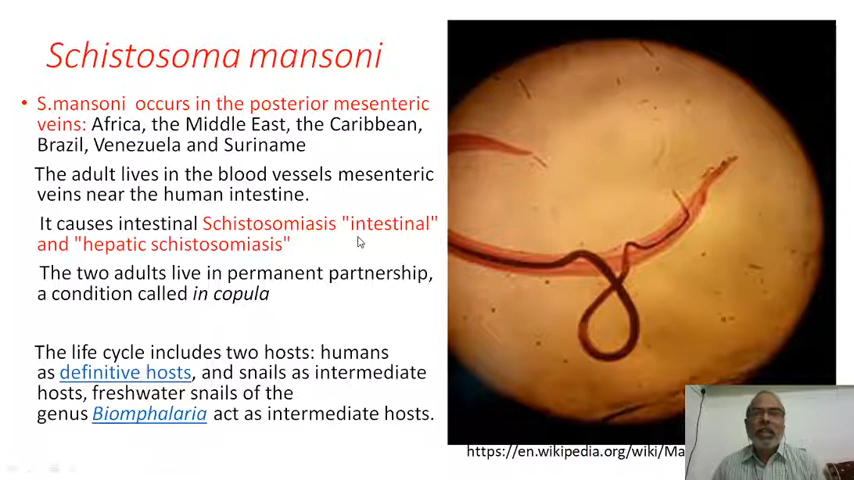 Schistosoma mansoni
• S.mansoni occurs in the posterior mesenteric
veins: Africa, the Middle East, the Caribbean,
Brazil, Venezuela and Suriname
The adult lives in the blood vessels mesenteric
veins near the human intestine.
It causes intestinal Schistosomiasis "intestinal"
and "hepatic schistosomiasis"
The two adults live in permanent partnership,
a condition called in copula
The life cycle includes two hosts: humans
as definitive hosts, and snails as intermediate
hosts, freshwater snails of the
genus Biomphalaria act as intermediate hosts.
https://en.wikipedia.org/wiki/Ma